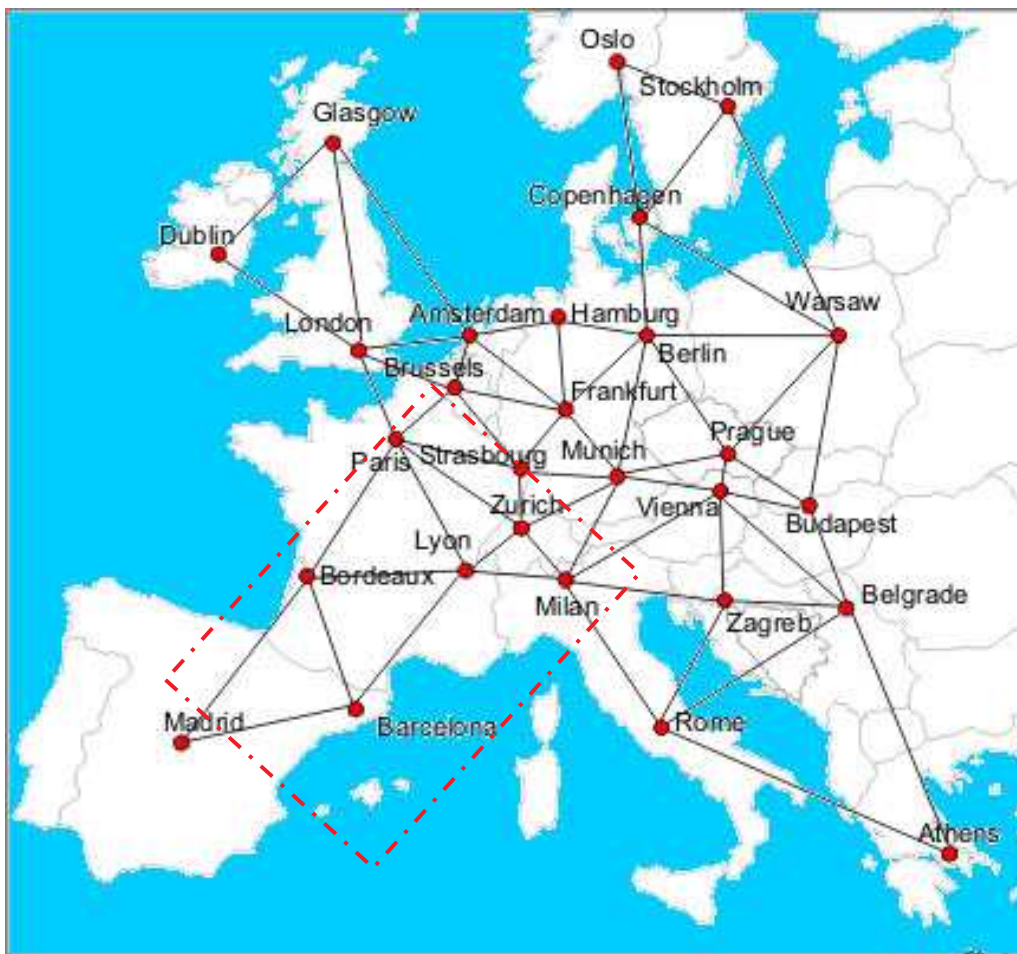 Oslo
Stockholm
Glasgow
Copenhagen
Dublin
Warsaw
Amsterdam
Hamburg
London
Berlin
Brussels
Frankfurt
Prague
Paris
Strasbourg
Munich
Zurich
Vienna
Budapest
Lyon
Bordeaux
Belgrade
Milan
Zagreb
Madrid
Barcelona
Rome
Athens